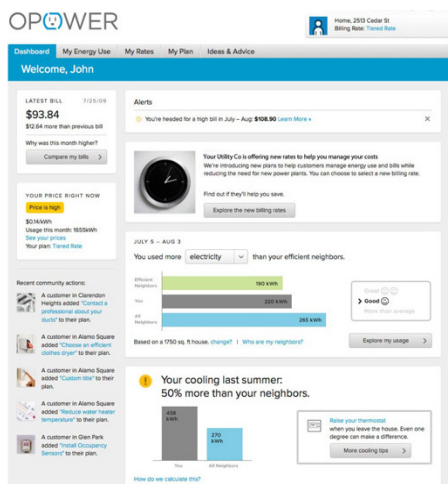 OPOWER
Home, 2513 Cedar St
Billing Rate: Tiered Rate
Dashboard
My Energy Use
My Rates
My Plan
Ideas & Advice
Welcome, John
LATEST BILL 7/25/09
$93.84
$12.64 more than previous bill
Why was this month higher?
Compare my bills >
YOUR PRICE RIGHT NOW
Price is high
$0.14/kWh
Usage this month: 1655kWh
See your prices
Your plan: Tiered Rate
Recent community actions:
A customer in Clarendon
Heights added "Contact a
professional about your
ducts" to their plan.
A customer in Alamo Square
added "Choose an efficient
clothes dryer" to their plan.
A customer in Alamo Square
added "Custom title" to their
plan.
A customer in Alamo Square
added "Reduce water heater
temperature" to their plan.
A customer in Glen Park
added "Install Occupancy
Sensors" to their plan.
Alerts
You're headed for a high bill in July – Aug: $108.90 Learn More »
Your Utility Co is offering new rates to help you manage your costs
We're introducing new plans to help customers manage energy use and bills while
reducing the need for new power plants. You can choose to select a new billing rate.
Find out if they'll help you save.
Explore the new billing rates
JULY 5 – AUG 3
You used more electricity than your efficient neighbors.
Efficient
Neighbors
190 kWh
You
220 kWh
All
Neighbors
265 kWh
Great
> Good
More than average
Based on a 1750 sq. ft house. change? | Who are my neighbors?
Explore my usage >
Your cooling last summer:
50% more than your neighbors.
438
kWh
270
kWh
You
All Neighbors
Raise your thermostat
when you leave the house. Even one
degree can make a difference.
More cooling tips >
How do we calculate this?